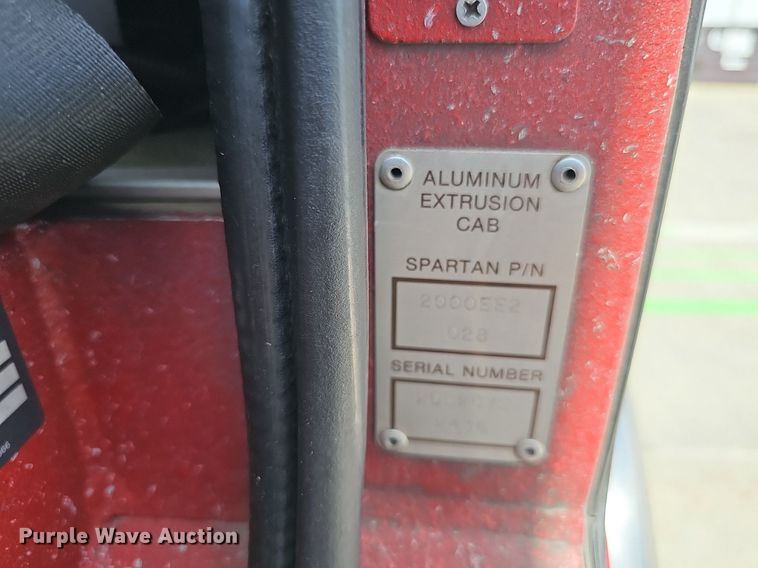 ALUMINUM
EXTRUSION
CAB
SPARTAN P/N
028
SERIAL NUMBER
Purple Wave Auction